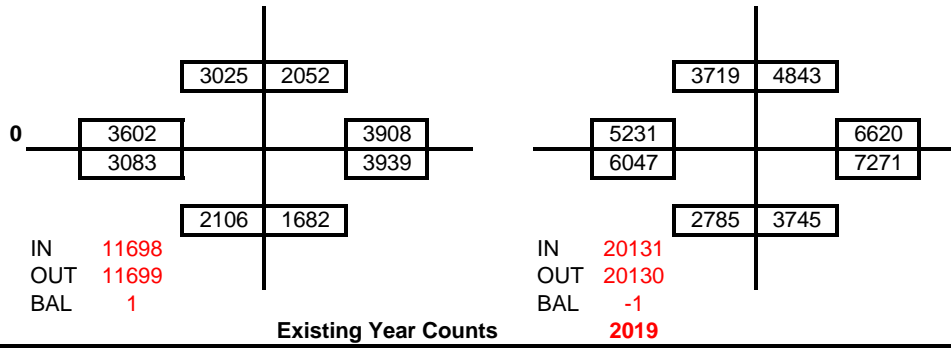 3025 2052 3719 4843
0 3602 3908 5231 6620
3083 3939 6047 7271
2106 1682 2785 3745
IN 11698 IN 20131
OUT 11699 OUT 20130
BAL 1 BAL -1
Existing Year Counts 2019